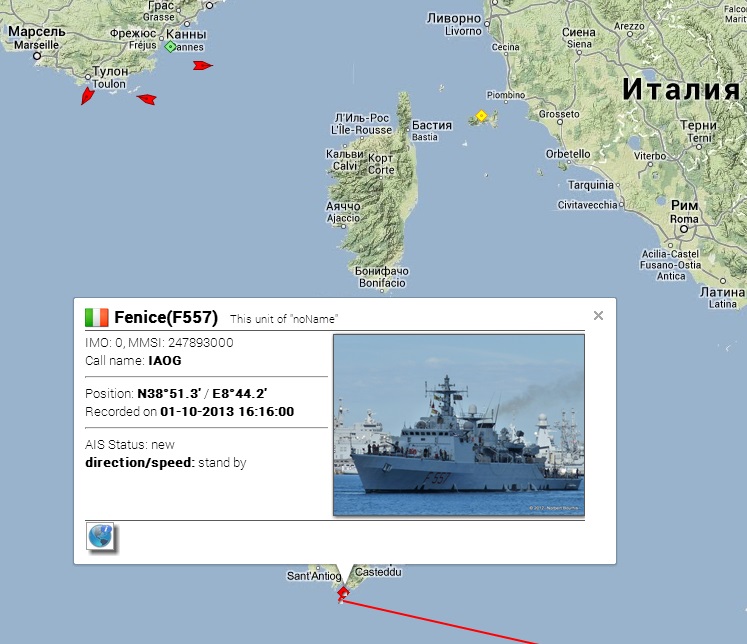 Грас
Grasse
Марсель
Marseille
Фрежюс
Fréjus
Канны
Cannes
Тулон
Toulon
Ливорно
Livorno
Cecina
Сиена
Siena
Arezzo
Италия
Piombino
Grosseto
Терни
Terni
Orbetello
Viterbo
Tarquinia
Civitavecchia
Рим
Roma
Acilia-Castel
Fusano-Ostia
Antica
Латина
Latina
Л'Иль-Рос
L'Île-Rousse
Бастия
Bastia
Кальви
Calvi
Корт
Corte
Аяччо
Ajaccio
Бонифачо
Bonifacio
Fenice(F557) This unit of "noName"
IMO: 0, MMSI: 247893000
Call name: IAOG
Position: N38°51.3' / E8°44.2'
Recorded on 01-10-2013 16:16:00
AIS Status: new
direction/speed: stand by
F557
Sant'Antioc
Casteddu